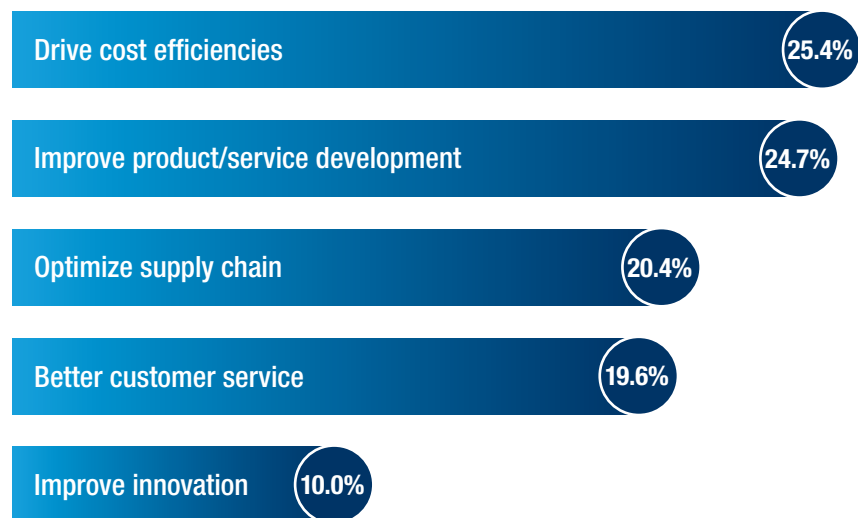 Drive cost efficiencies 25.4%
Improve product/service development 24.7%
Optimize supply chain 20.4%
Better customer service 19.6%
Improve innovation 10.0%